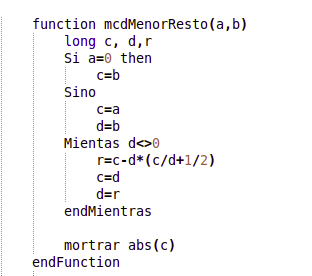 function mcdMenorResto(a,b)
long c, d,r
Si a=0 then
c=b
Sino
c=a
d=b
Mientas d<>0
r=c-d*(c/d+1/2)
c=d
d=r
endMientras
mortrar abs(c)
endFunction